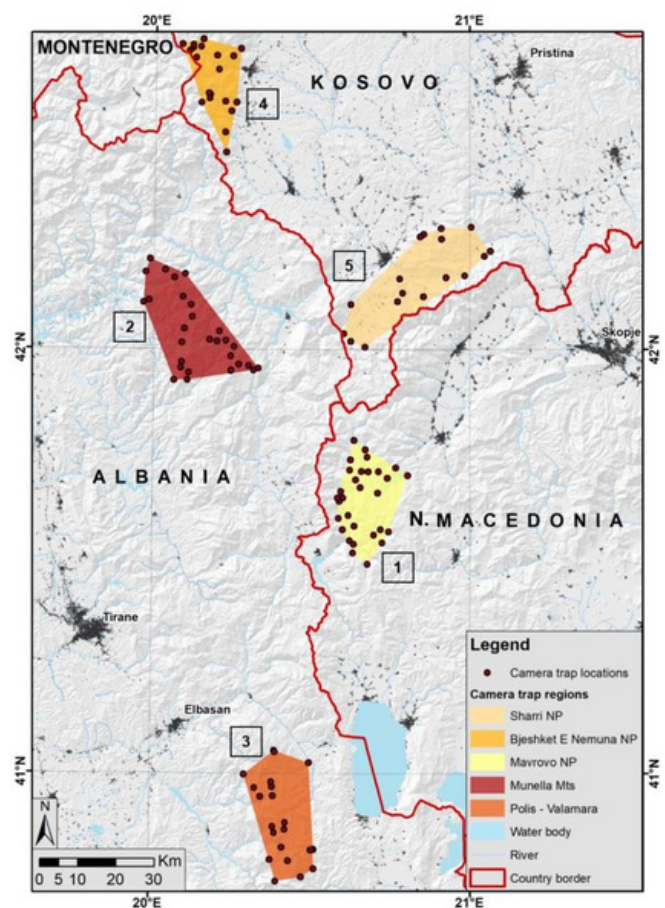 20°E
21°E
MONTENEGRO
Pristina
KOSOVO
4
5
2
Skopje
42°N
42°N
ALBANIA
N. MACEDONIA
1
Tirane
Legend
Camera trap locations
Camera trap regions
Sharri NP
Bjeshket E Nemuna NP
Mavrovo NP
Munella Mts
Polis - Valamara
Water body
River
Country border
Elbasan
3
41°N
41°N
N
Km
0 5 10 20 30
20°E
21°E